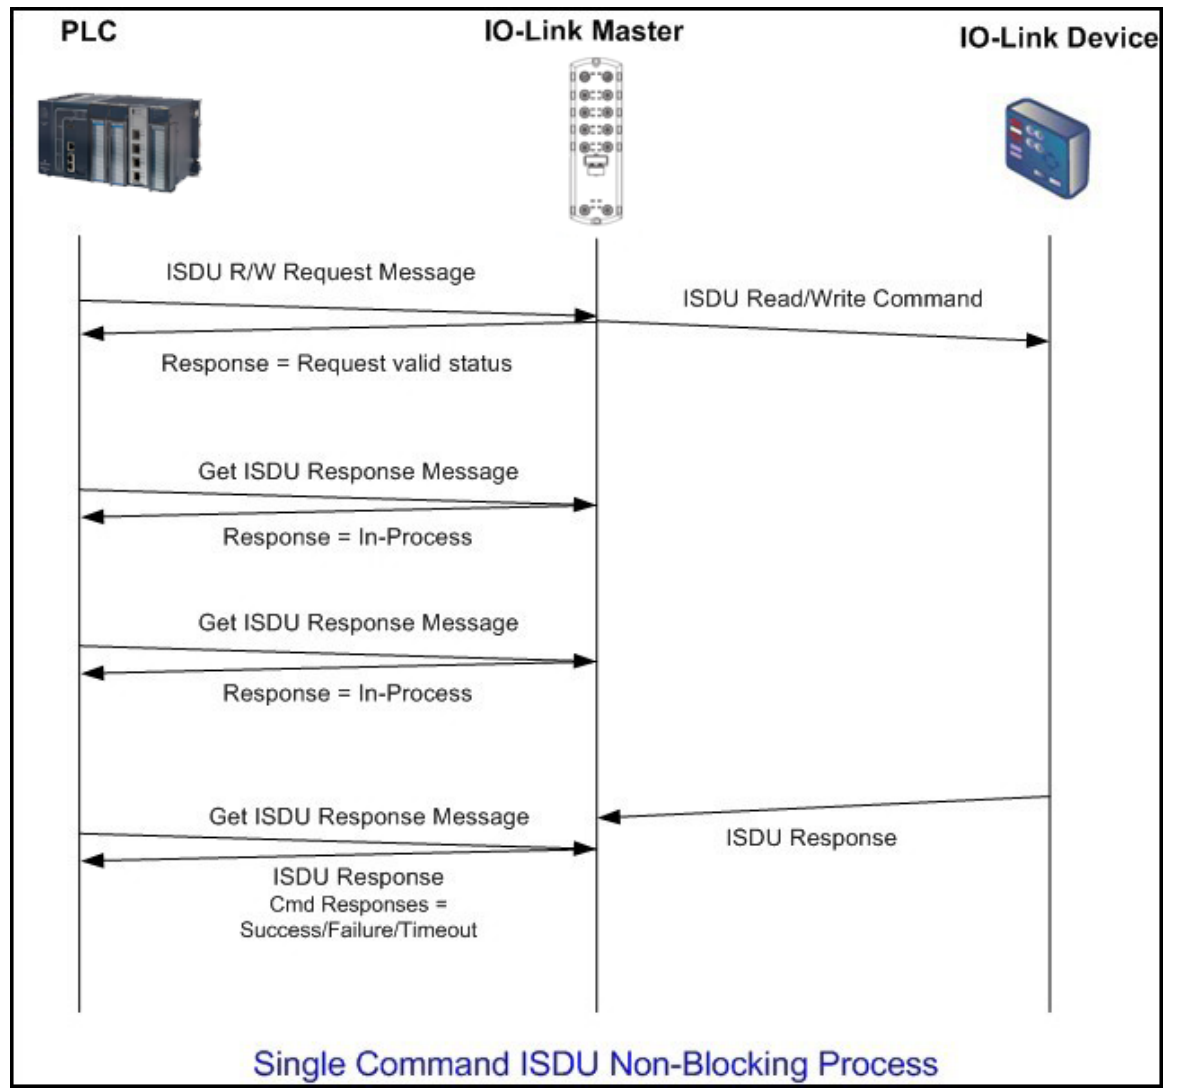 PLC
IO-Link Master
IO-Link Device
ISDU R/W Request Message
ISDU Read/Write Command
Response = Request valid status
Get ISDU Response Message
Response = In-Process
Get ISDU Response Message
Response = In-Process
Get ISDU Response Message
ISDU Response
ISDU Response
Cmd Responses =
Success/Failure/Timeout
Single Command ISDU Non-Blocking Process